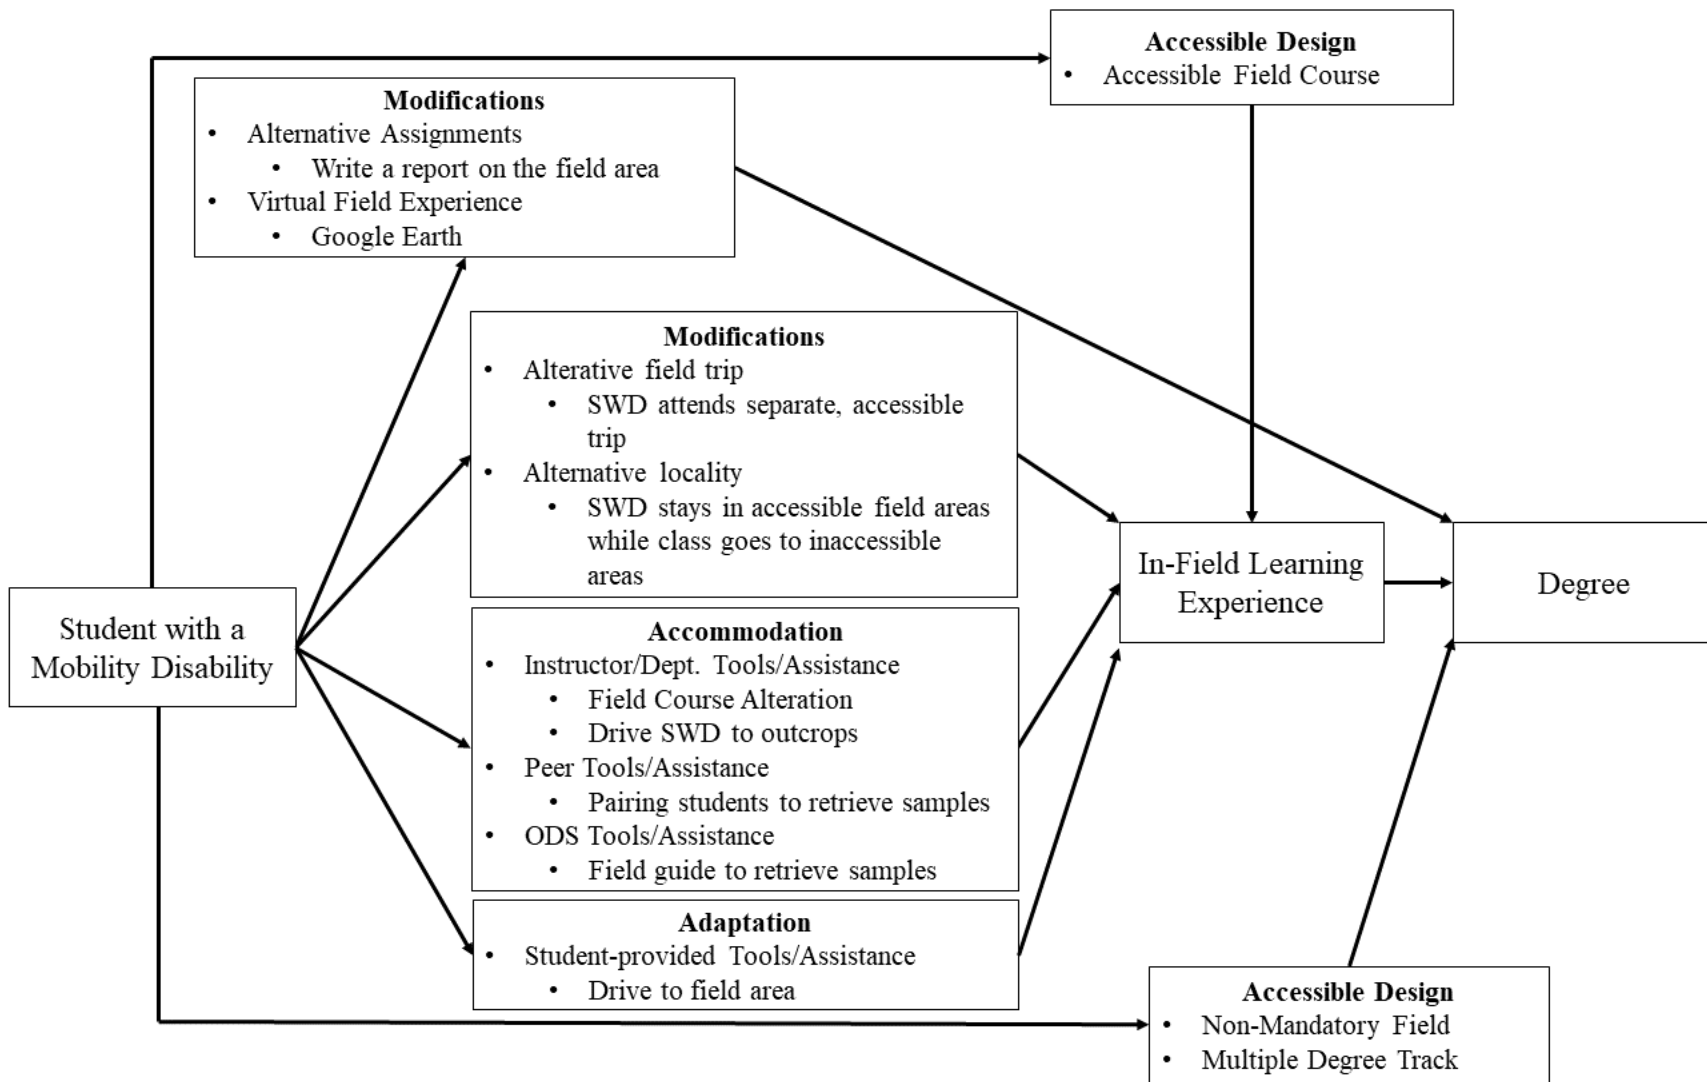 Accessible Design
• Accessible Field Course
Modifications
• Alternative Assignments
• Write a report on the field area
• Virtual Field Experience
• Google Earth
Modifications
• Alterative field trip
• SWD attends separate, accessible
trip
• Alternative locality
• SWD stays in accessible field areas
while class goes to inaccessible
areas
Student with a
Mobility Disability
Accommodation
• Instructor/Dept. Tools/Assistance
• Field Course Alteration
• Drive SWD to outcrops
• Peer Tools/Assistance
• Pairing students to retrieve samples
• ODS Tools/Assistance
• Field guide to retrieve samples
Adaptation
• Student-provided Tools/Assistance
• Drive to field area
In-Field Learning
Experience
Degree
Accessible Design
• Non-Mandatory Field
• Multiple Degree Track